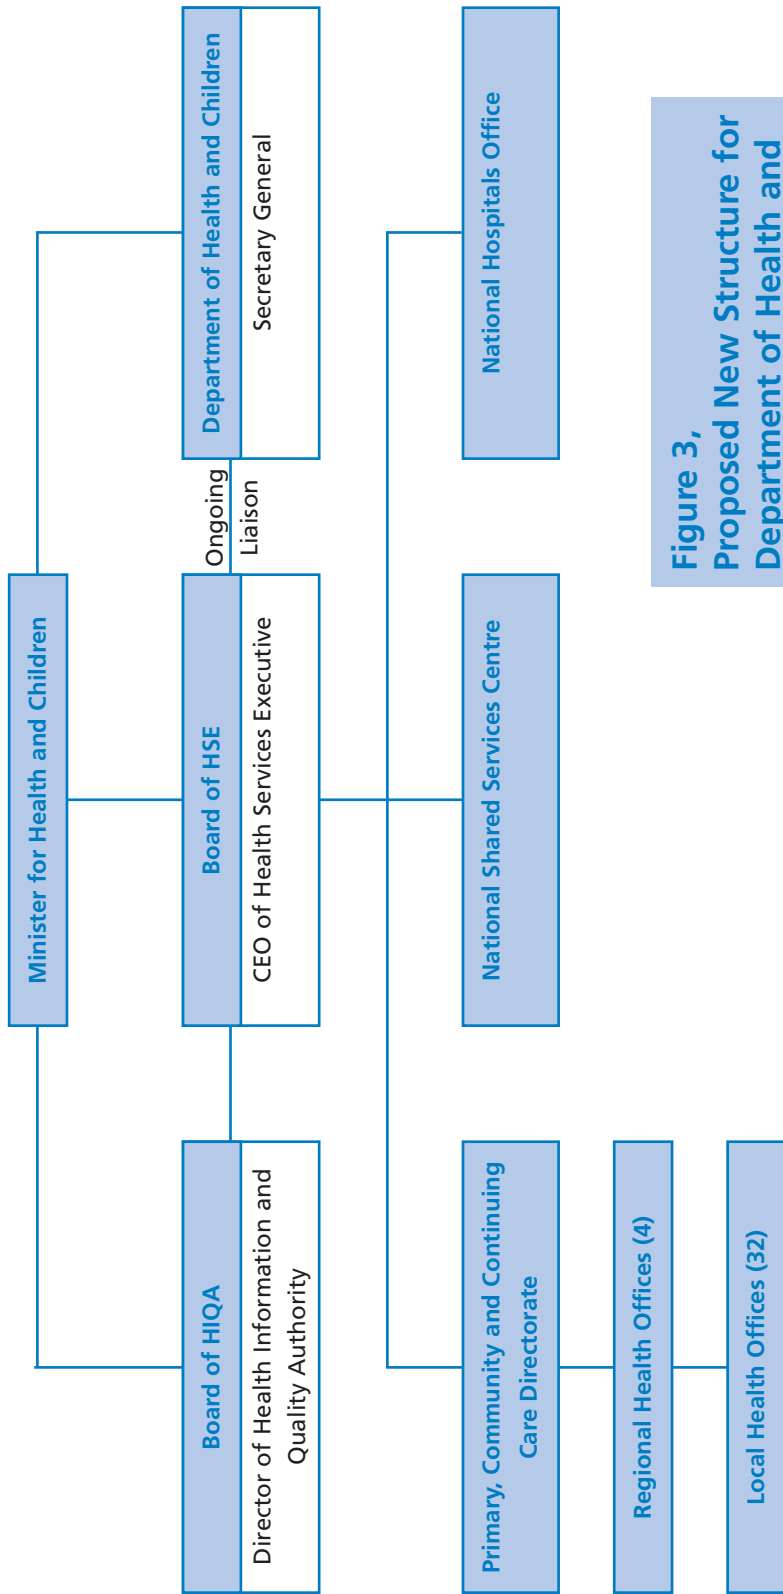 Minister for Health and Children
Board of HIQA
Director of Health Information and
Quality Authority
Board of HSE
CEO of Health Services Executive
Ongoing
Liaison
Department of Health and Children
Secretary General
Primary, Community and Continuing
Care Directorate
National Shared Services Centre
National Hospitals Office
Regional Health Offices (4)
Local Health Offices (32)
Figure 3,
Proposed New Structure for
Department of Health and